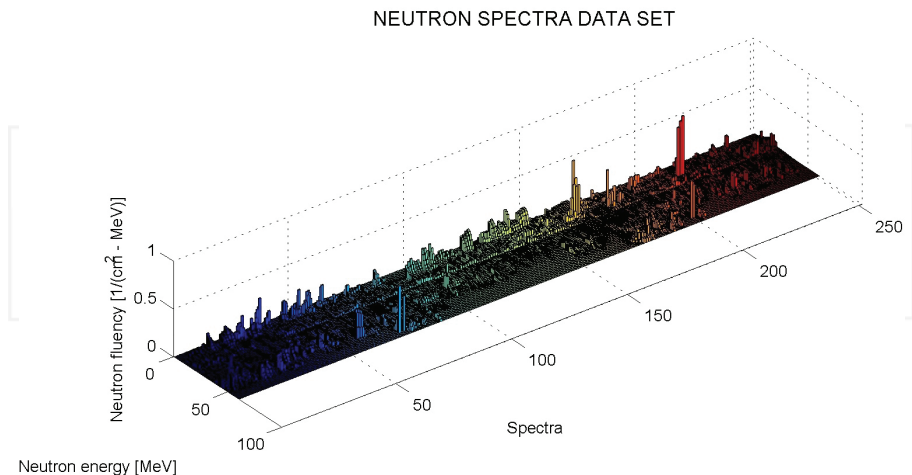 NEUTRON SPECTRA DATA SET
Neutron fluency [1/(cm² - MeV)]
1
0.5
0
0
50
100
Neutron energy [MeV]
50
100
150
200
250
Spectra